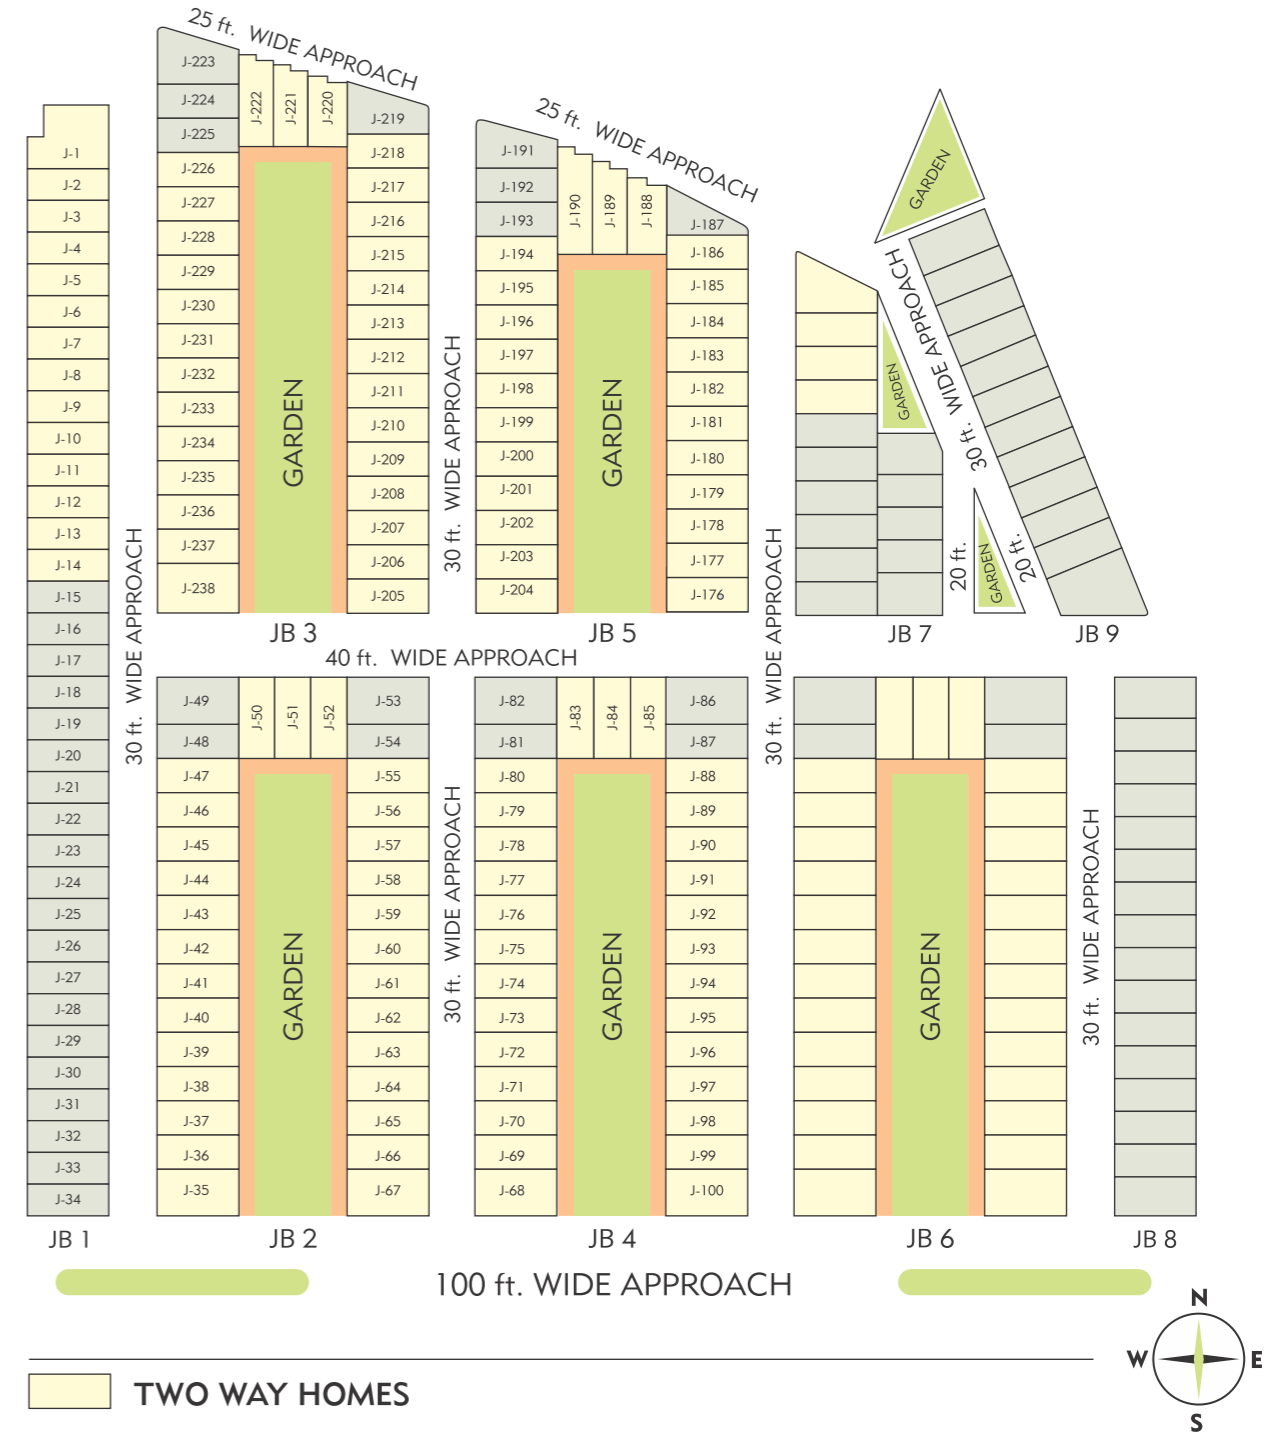 25 ft. WIDE APPROACH
J-223
J-224
J-225
J-226
J-227
J-228
J-229
J-230
J-231
J-232
J-233
J-234
J-235
J-236
J-237
J-238
J-222
J-221
J-220
J-219
J-218
J-217
J-216
J-215
J-214
J-213
J-212
J-211
J-210
J-209
J-208
J-207
J-206
J-205
GARDEN
JB 3
J-1
J-2
J-3
J-4
J-5
J-6
J-7
J-8
J-9
J-10
J-11
J-12
J-13
J-14
J-15
J-16
J-17
J-18
J-19
J-20
J-21
J-22
J-23
J-24
J-25
J-26
J-27
J-28
J-29
J-30
J-31
J-32
J-33
J-34
JB 1
30 ft. WIDE APPROACH
30 ft. WIDE APPROACH
25 ft. WIDE APPROACH
J-191
J-192
J-193
J-194
J-195
J-196
J-197
J-198
J-199
J-200
J-201
J-202
J-203
J-204
J-190
J-189
J-188
J-187
J-186
J-185
J-184
J-183
J-182
J-181
J-180
J-179
J-178
J-177
J-176
GARDEN
JB 5
30 ft. WIDE APPROACH
GARDEN
30 ft. WIDE APPROACH
GARDEN
20 ft.
GARDEN
20 ft.
JB 7
JB 9
40 ft. WIDE APPROACH
J-49
J-48
J-47
J-46
J-45
J-44
J-43
J-42
J-41
J-40
J-39
J-38
J-37
J-36
J-35
J-50
J-51
J-52
J-53
J-54
J-55
J-56
J-57
J-58
J-59
J-60
J-61
J-62
J-63
J-64
J-65
J-66
J-67
GARDEN
JB 2
30 ft. WIDE APPROACH
J-82
J-81
J-80
J-79
J-78
J-77
J-76
J-75
J-74
J-73
J-72
J-71
J-70
J-69
J-68
J-83
J-84
J-85
J-86
J-87
J-88
J-89
J-90
J-91
J-92
J-93
J-94
J-95
J-96
J-97
J-98
J-99
J-100
GARDEN
JB 4
GARDEN
JB 6
30 ft. WIDE APPROACH
JB 8
100 ft. WIDE APPROACH
N
W
E
S
TWO WAY HOMES